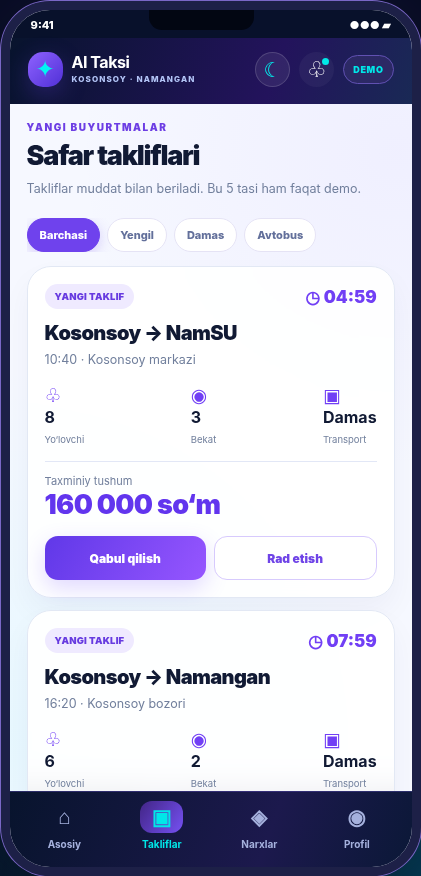 9:41
AI Taksi
KOSONSOY · NAMANGAN
DEMO
YANGI BUYURTMALAR
Safar takliflari
Takliflar muddat bilan beriladi. Bu 5 tasi ham faqat demo.
Barchasi Yengil Damas Avtobus
YANGI TAKLIF 04:59
Kosonsoy → NamSU
10:40 · Kosonsoy markazi
8 3 Damas
Yo‘lovchi Bekat Transport
Taxminiy tushum
160 000 so‘m
Qabul qilish Rad etish
YANGI TAKLIF 07:59
Kosonsoy → Namangan
16:20 · Kosonsoy bozori
6 2 Damas
Yo‘lovchi Bekat Transport
Asosiy Takliflar Narxlar Profil